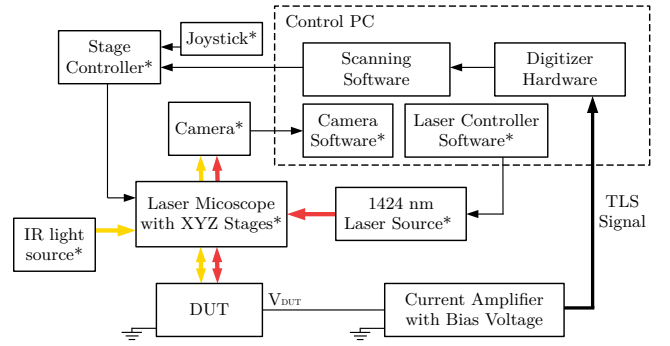 Control PC
Stage
Controller*
Joystick*
Scanning
Software
Digitizer
Hardware
Camera*
Camera
Software*
Laser Controller
Software*
Laser Micoscope
with XYZ Stages*
1424 nm
Laser Source*
TLS
Signal
IR light
source*
DUT
VDUT
Current Amplifier
with Bias Voltage